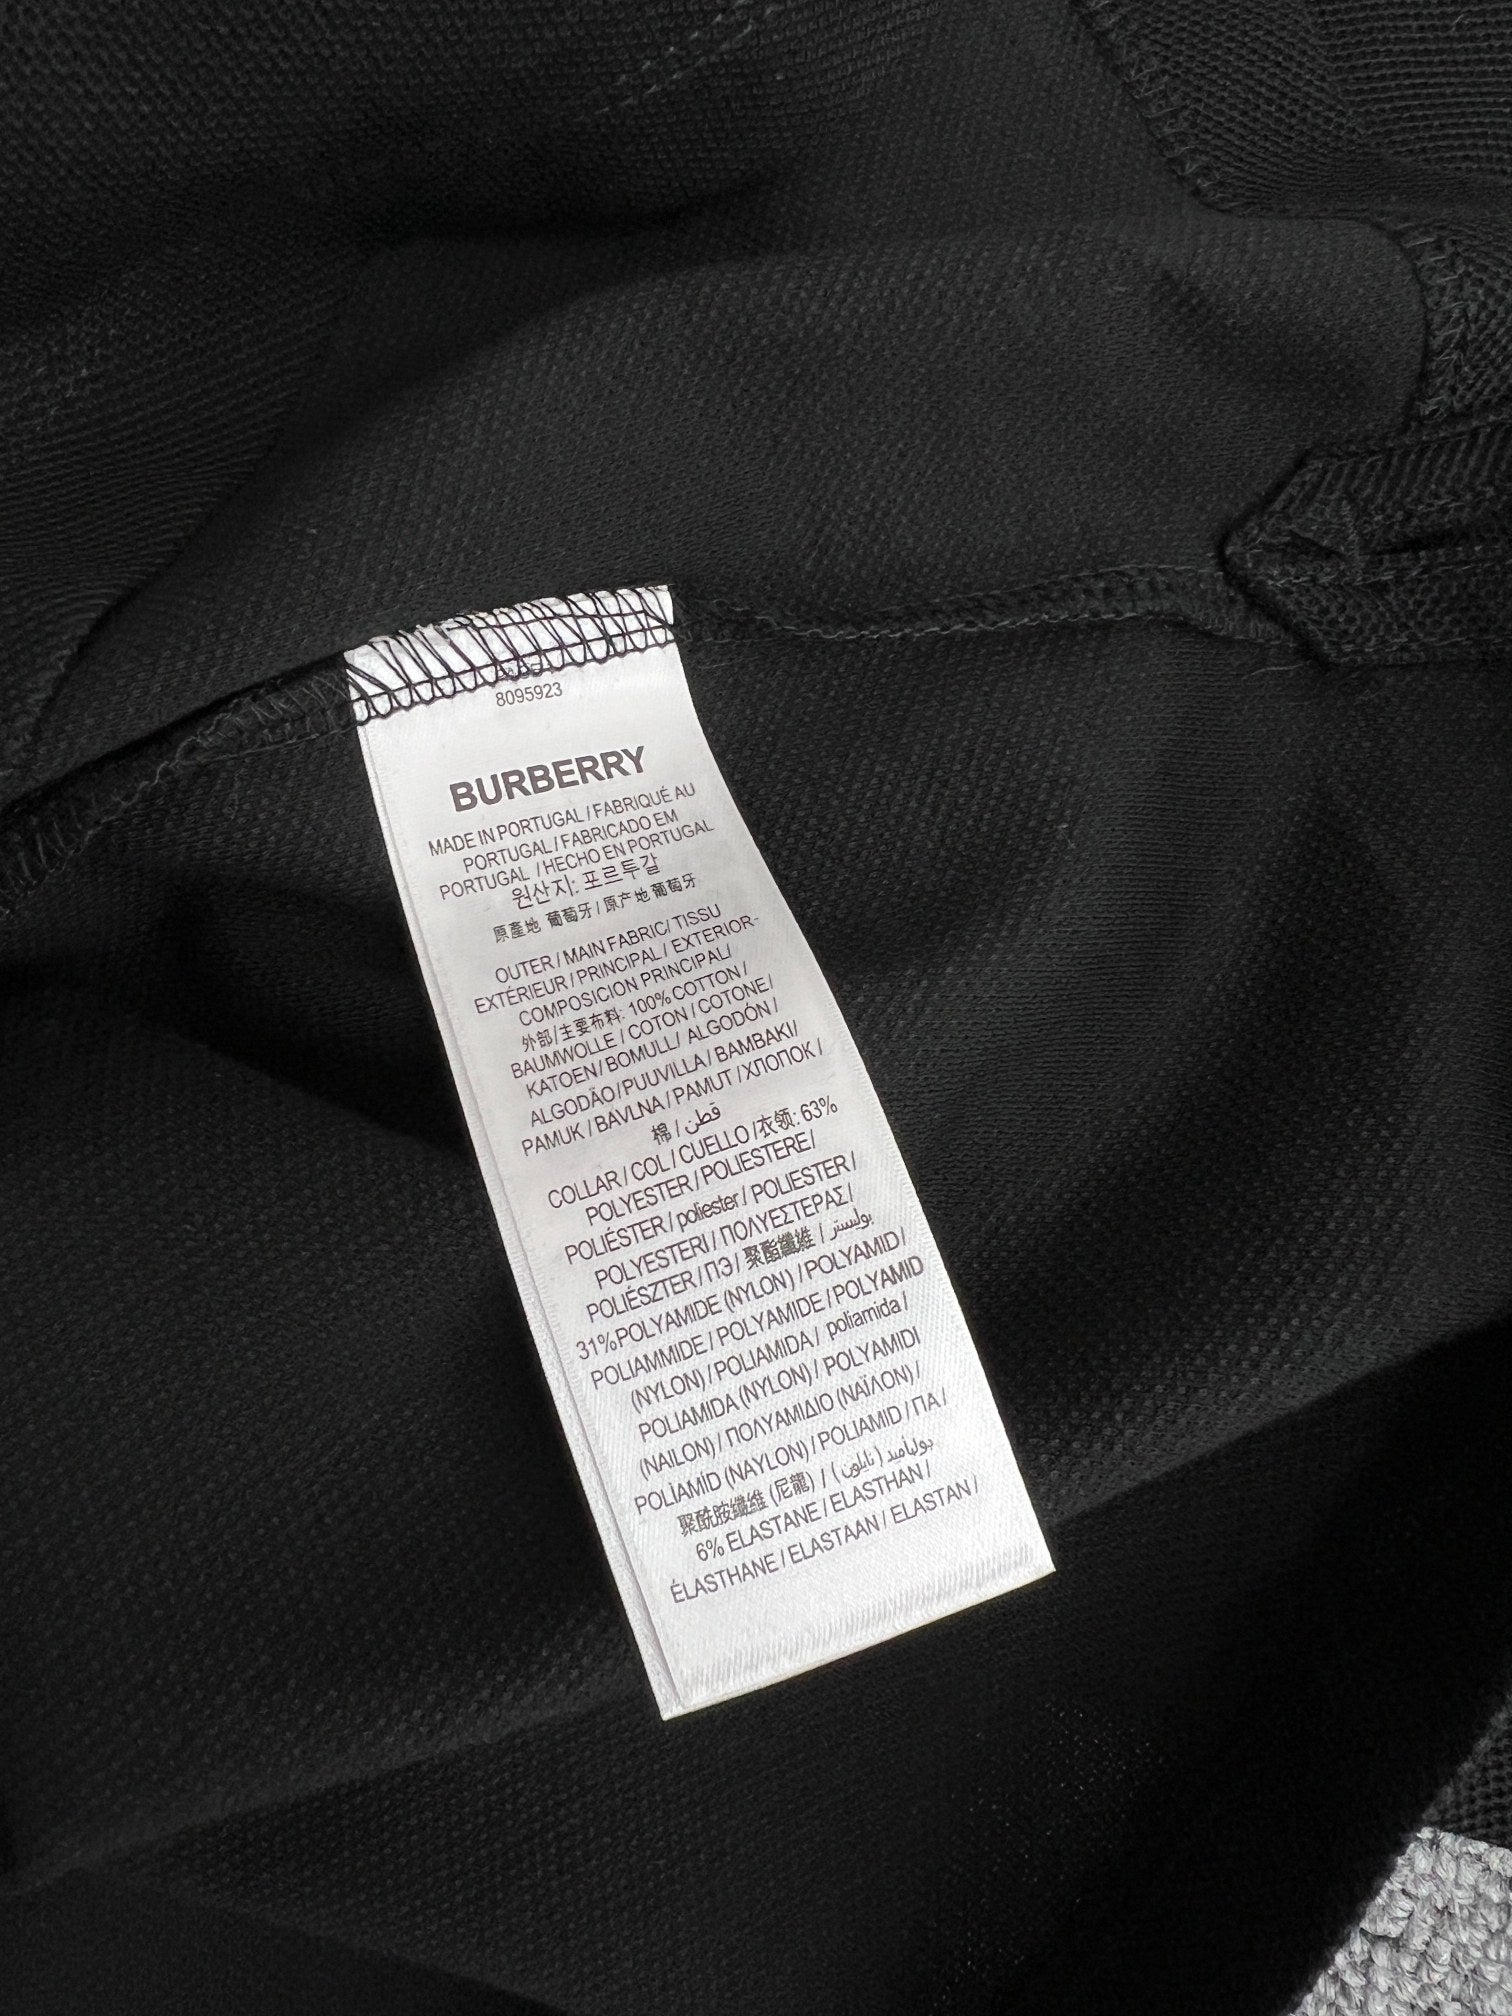 8095923
BURBERRY
MADE IN PORTUGAL / FABRIQUÉ AU
PORTUGAL / FABRICADO EM
PORTUGAL / HECHO EN PORTUGAL
원산지: 포르투갈
原產地 葡萄牙 / 原产地 葡萄牙
OUTER / MAIN FABRIC/ TISSU
EXTÉRIEUR / PRINCIPAL / EXTERIOR-
COMPOSICION PRINCIPAL/
外部/主要布料: 100% COTTON /
BAUMWOLLE / COTON / COTONE /
KATOEN / BOMULL/ ALGODÓN /
ALGODÃO / PUUVILLA / BAMBAKI/
PAMUK / BAVLNA / PAMUT / ХЛОПОК /
棉 / قطن
COLLAR / COL / CUELLO /衣领: 63%
POLYESTER / POLIESTERE/
POLIÉSTER / poliester / POLIESTER /
POLYESTERI / ΠΟΛΥΕΣΤΕΡΑΣ/
POLIÉSZTER / ПЭ / 聚酯纖維 / بوليستر
31%POLYAMIDE (NYLON) / POLYAMID/
POLIAMMIDE / POLYAMIDE / POLYAMID
(NYLON) / POLIAMIDA / poliamida /
POLIAMIDA (NYLON) / POLYAMIDI
(NAILON) / ΠΟΛΥΑΜΙΔΙΟ (ΝΑΪΛΟΝ) /
POLİAMİD (NAYLON) / POLIAMID / ПА /
聚酰胺纖维 (尼龍) / بوليأميد (نايلون) /
6% ELASTANE / ELASTHAN /
ÉLASTHANE / ELASTAAN / ELASTAN /